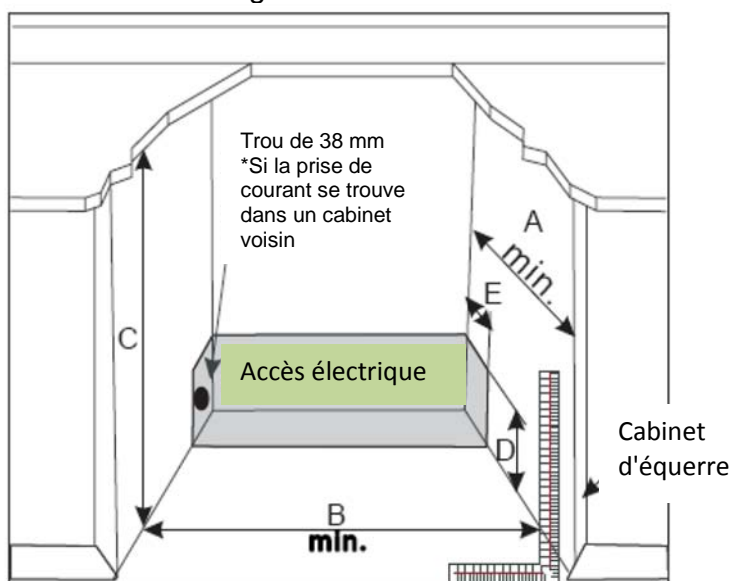 Trou de 38 mm
*Si la prise de
courant se trouve
dans un cabinet
voisin
A
min.
E
C
Accès électrique
D
Cabinet
d'équerre
B
min.